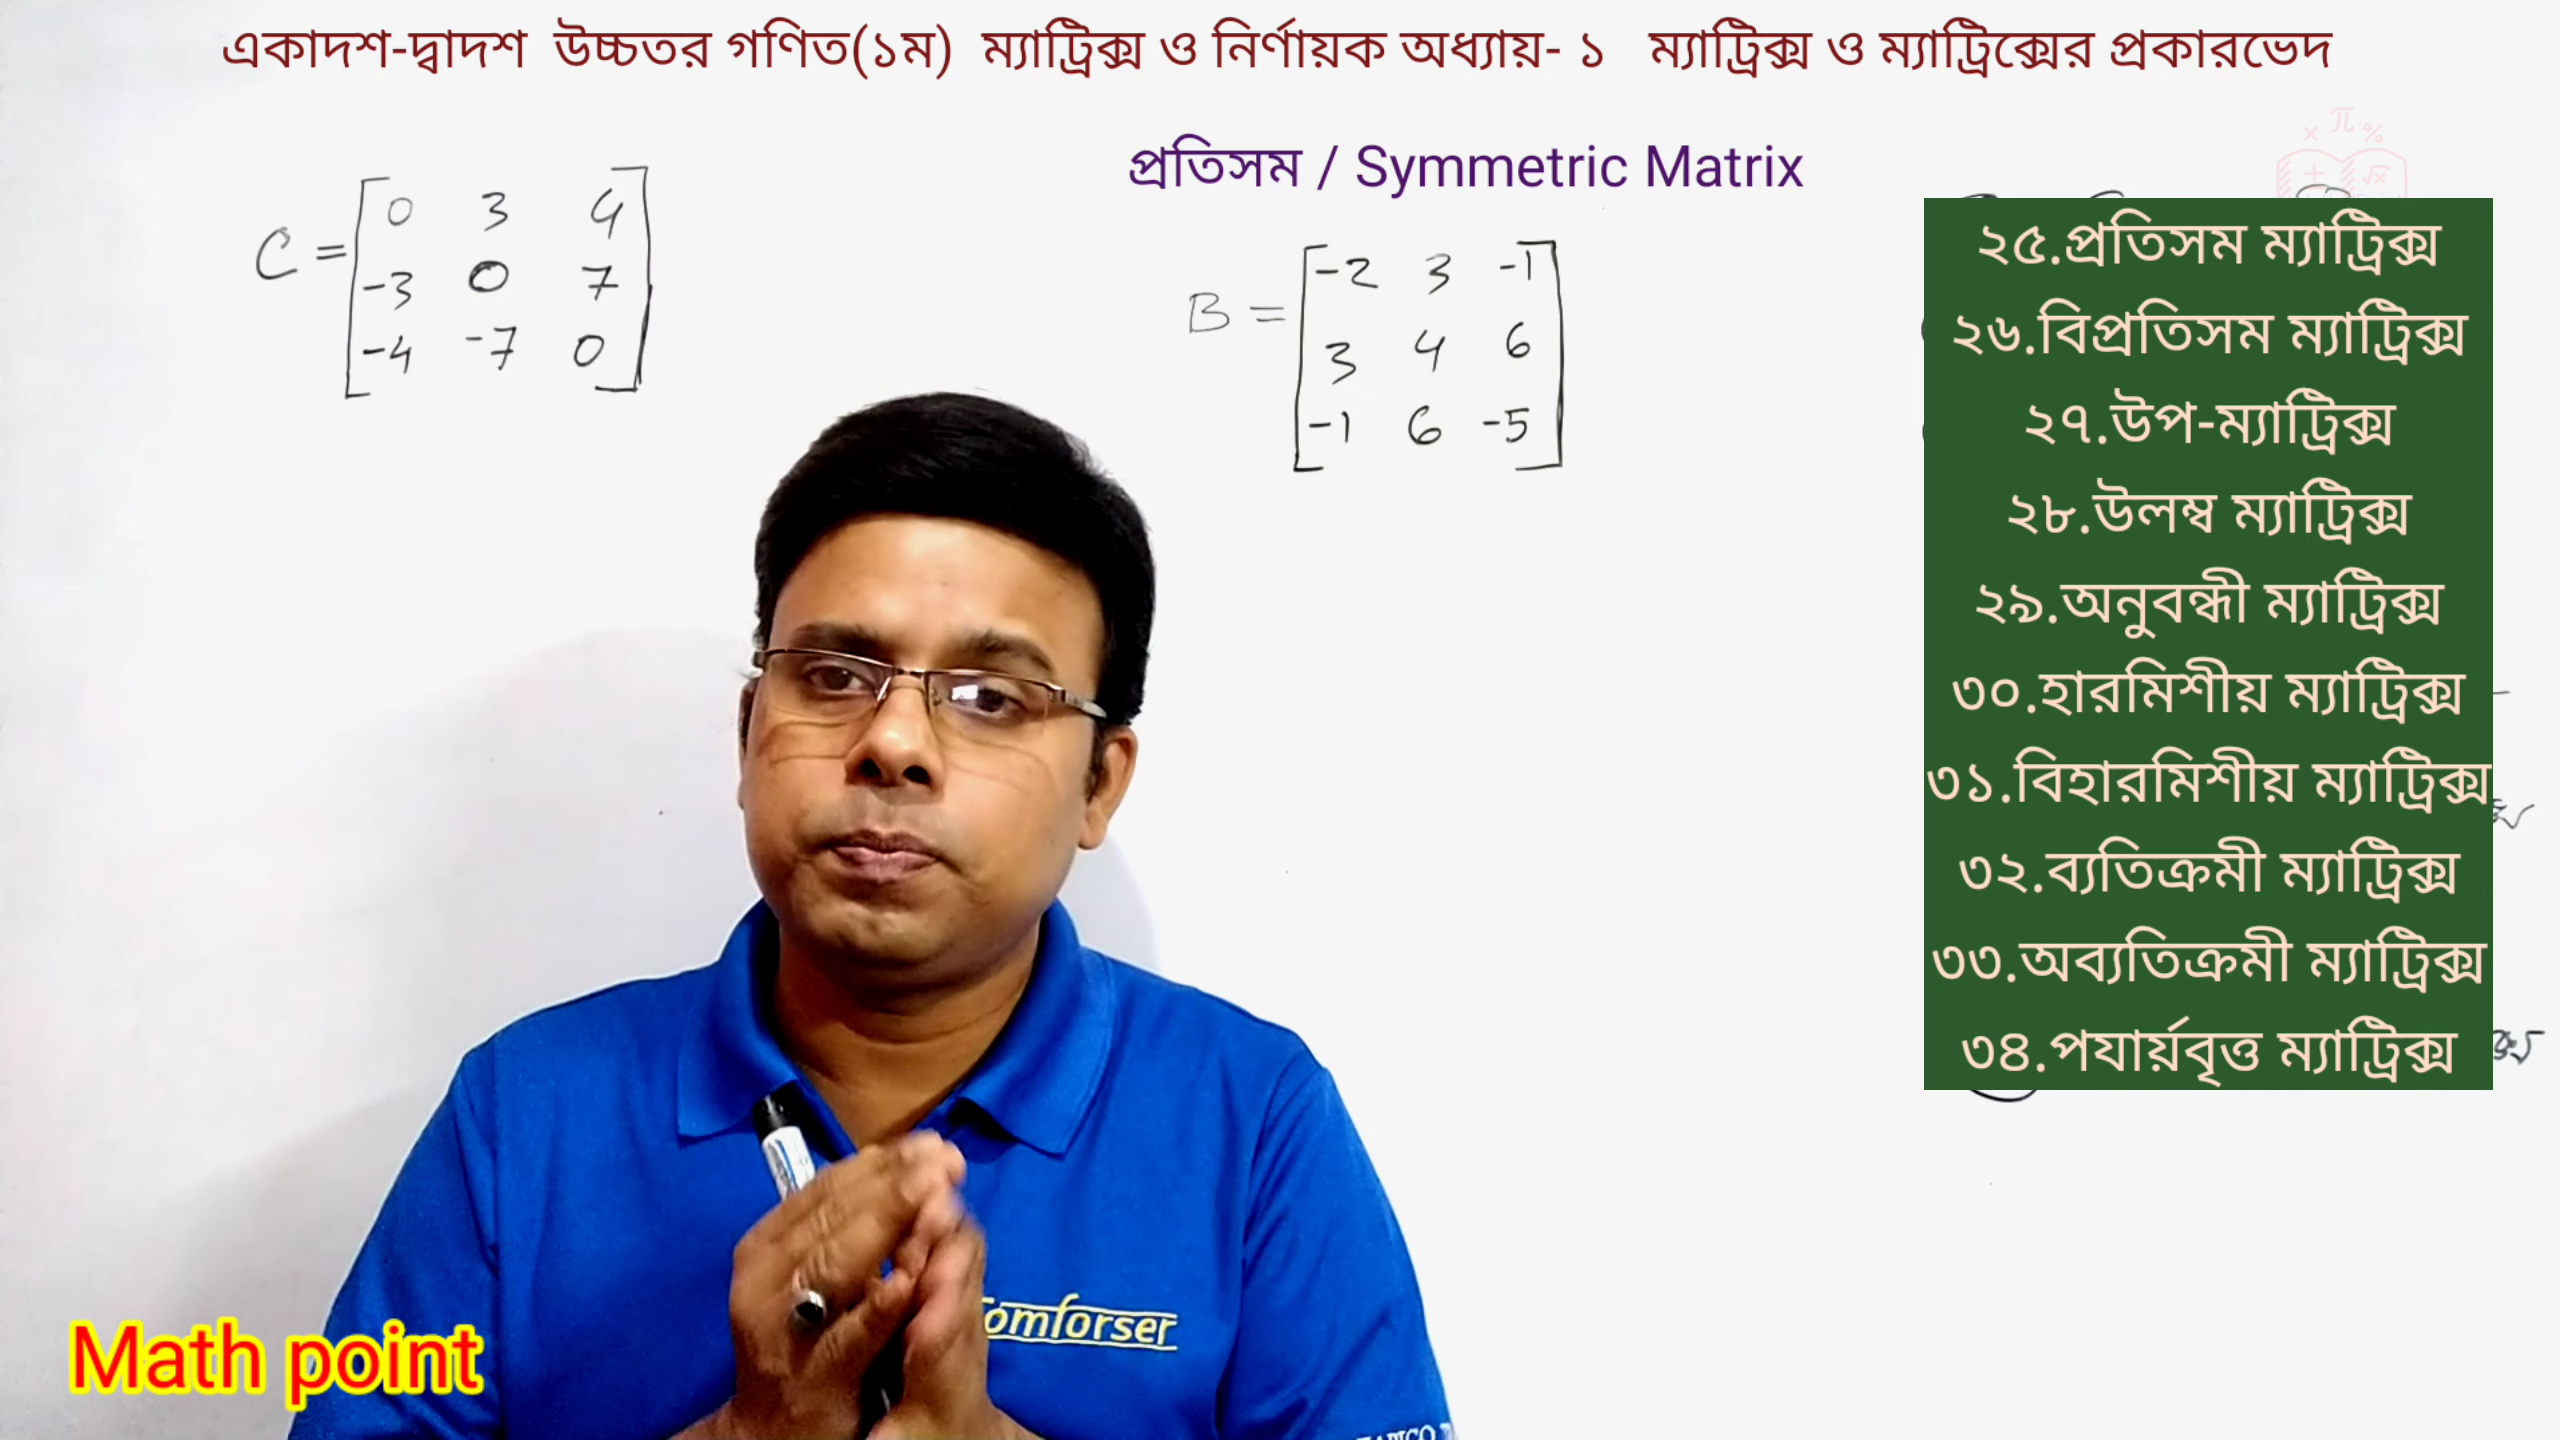 একাদশ-দ্বাদশ উচ্চতর গণিত(১ম) ম্যাট্রিক্স ও নির্ণায়ক অধ্যায়- ১ ম্যাট্রিক্স ও ম্যাট্রিক্সের প্রকারভেদ
প্রতিসম / Symmetric Matrix
C = [0 3 4
-3 0 7
-4 -7 0]
B = [-2 3 -1
3 4 6
-1 6 -5]
২৫.প্রতিসম ম্যাট্রিক্স
২৬.বিপ্রতিসম ম্যাট্রিক্স
২৭.উপ-ম্যাট্রিক্স
২৮.উলম্ব ম্যাট্রিক্স
২৯.অনুবন্ধী ম্যাট্রিক্স
৩০.হারমিশীয় ম্যাট্রিক্স
৩১.বিহারমিশীয় ম্যাট্রিক্স
৩২.ব্যতিক্রমী ম্যাট্রিক্স
৩৩.অব্যতিক্রমী ম্যাট্রিক্স
৩৪.পযার্য়বৃত্ত ম্যাট্রিক্স
omforser
Math point